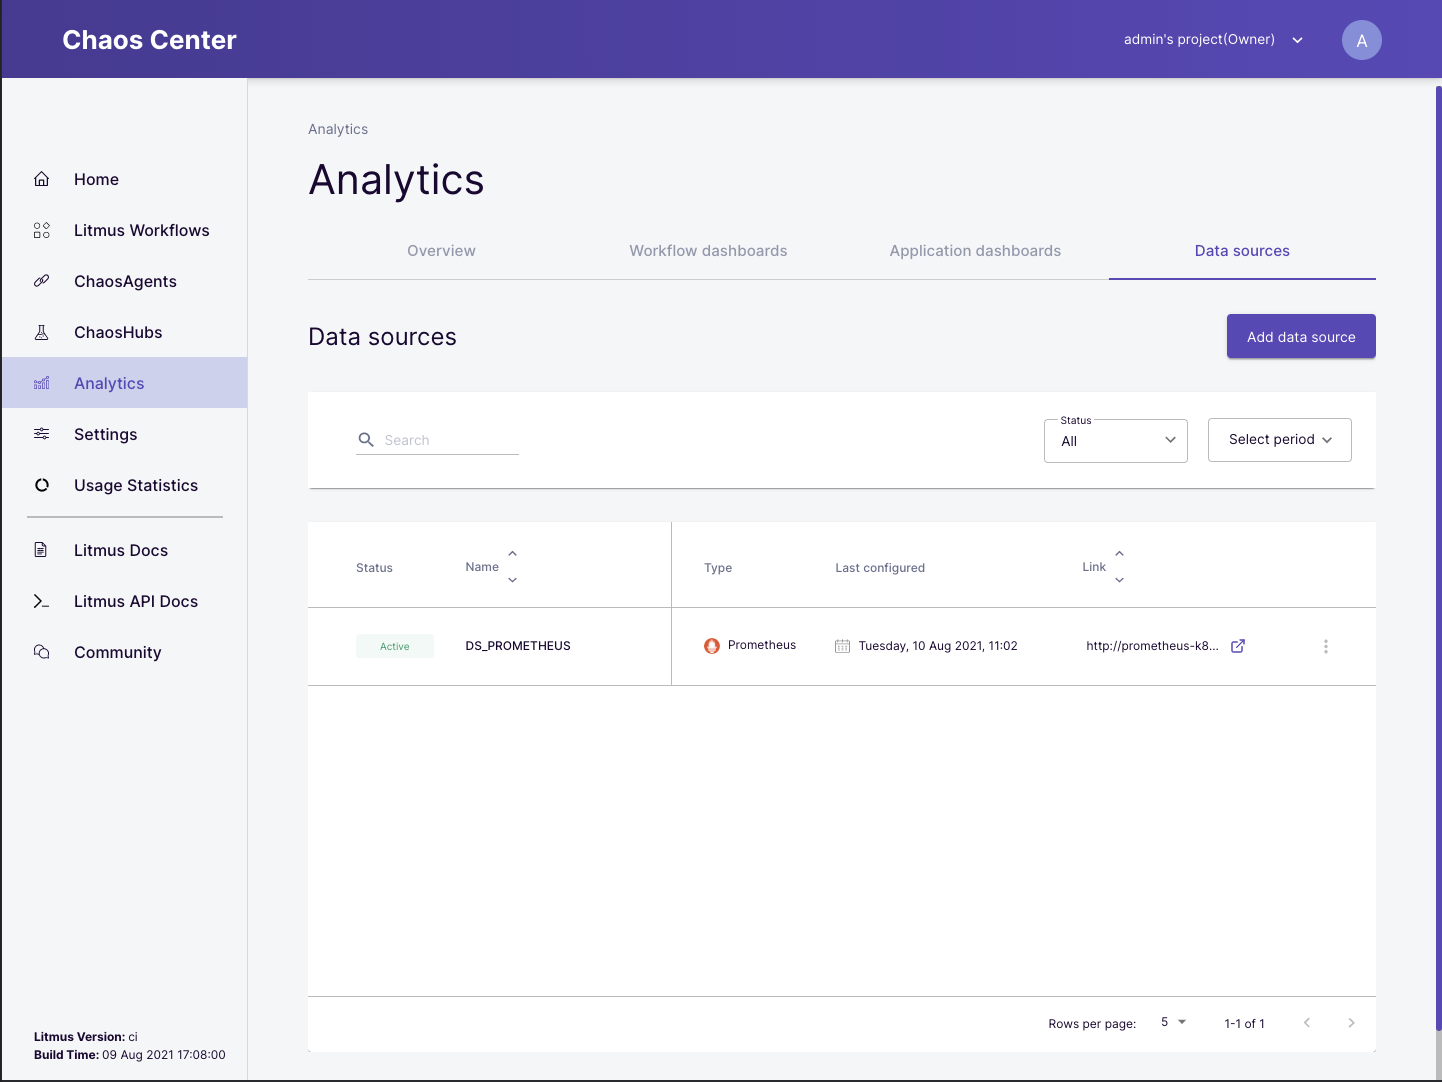 Chaos Center
admin's project(Owner)
A
Home
Litmus Workflows
ChaosAgents
ChaosHubs
Analytics
Settings
Usage Statistics
Litmus Docs
Litmus API Docs
Community
Litmus Version: ci
Build Time: 09 Aug 2021 17:08:00
Analytics
Analytics
Overview Workflow dashboards Application dashboards Data sources
Data sources
Add data source
Search
Status
All
Select period
Status Name Type Last configured Link
Active DS_PROMETHEUS Prometheus Tuesday, 10 Aug 2021, 11:02 http://prometheus-k8...
Rows per page: 5 1-1 of 1